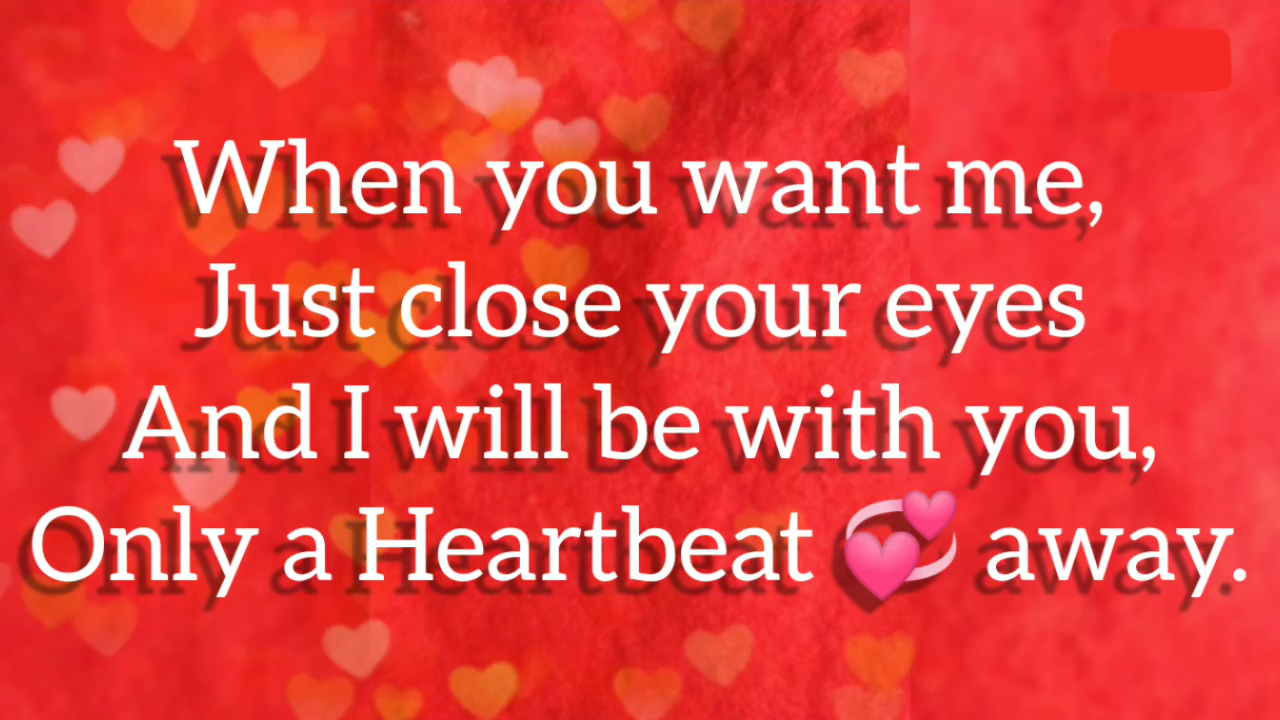 When you want me,
Just close your eyes
And I will be with you,
Only a Heartbeat 💞 away.